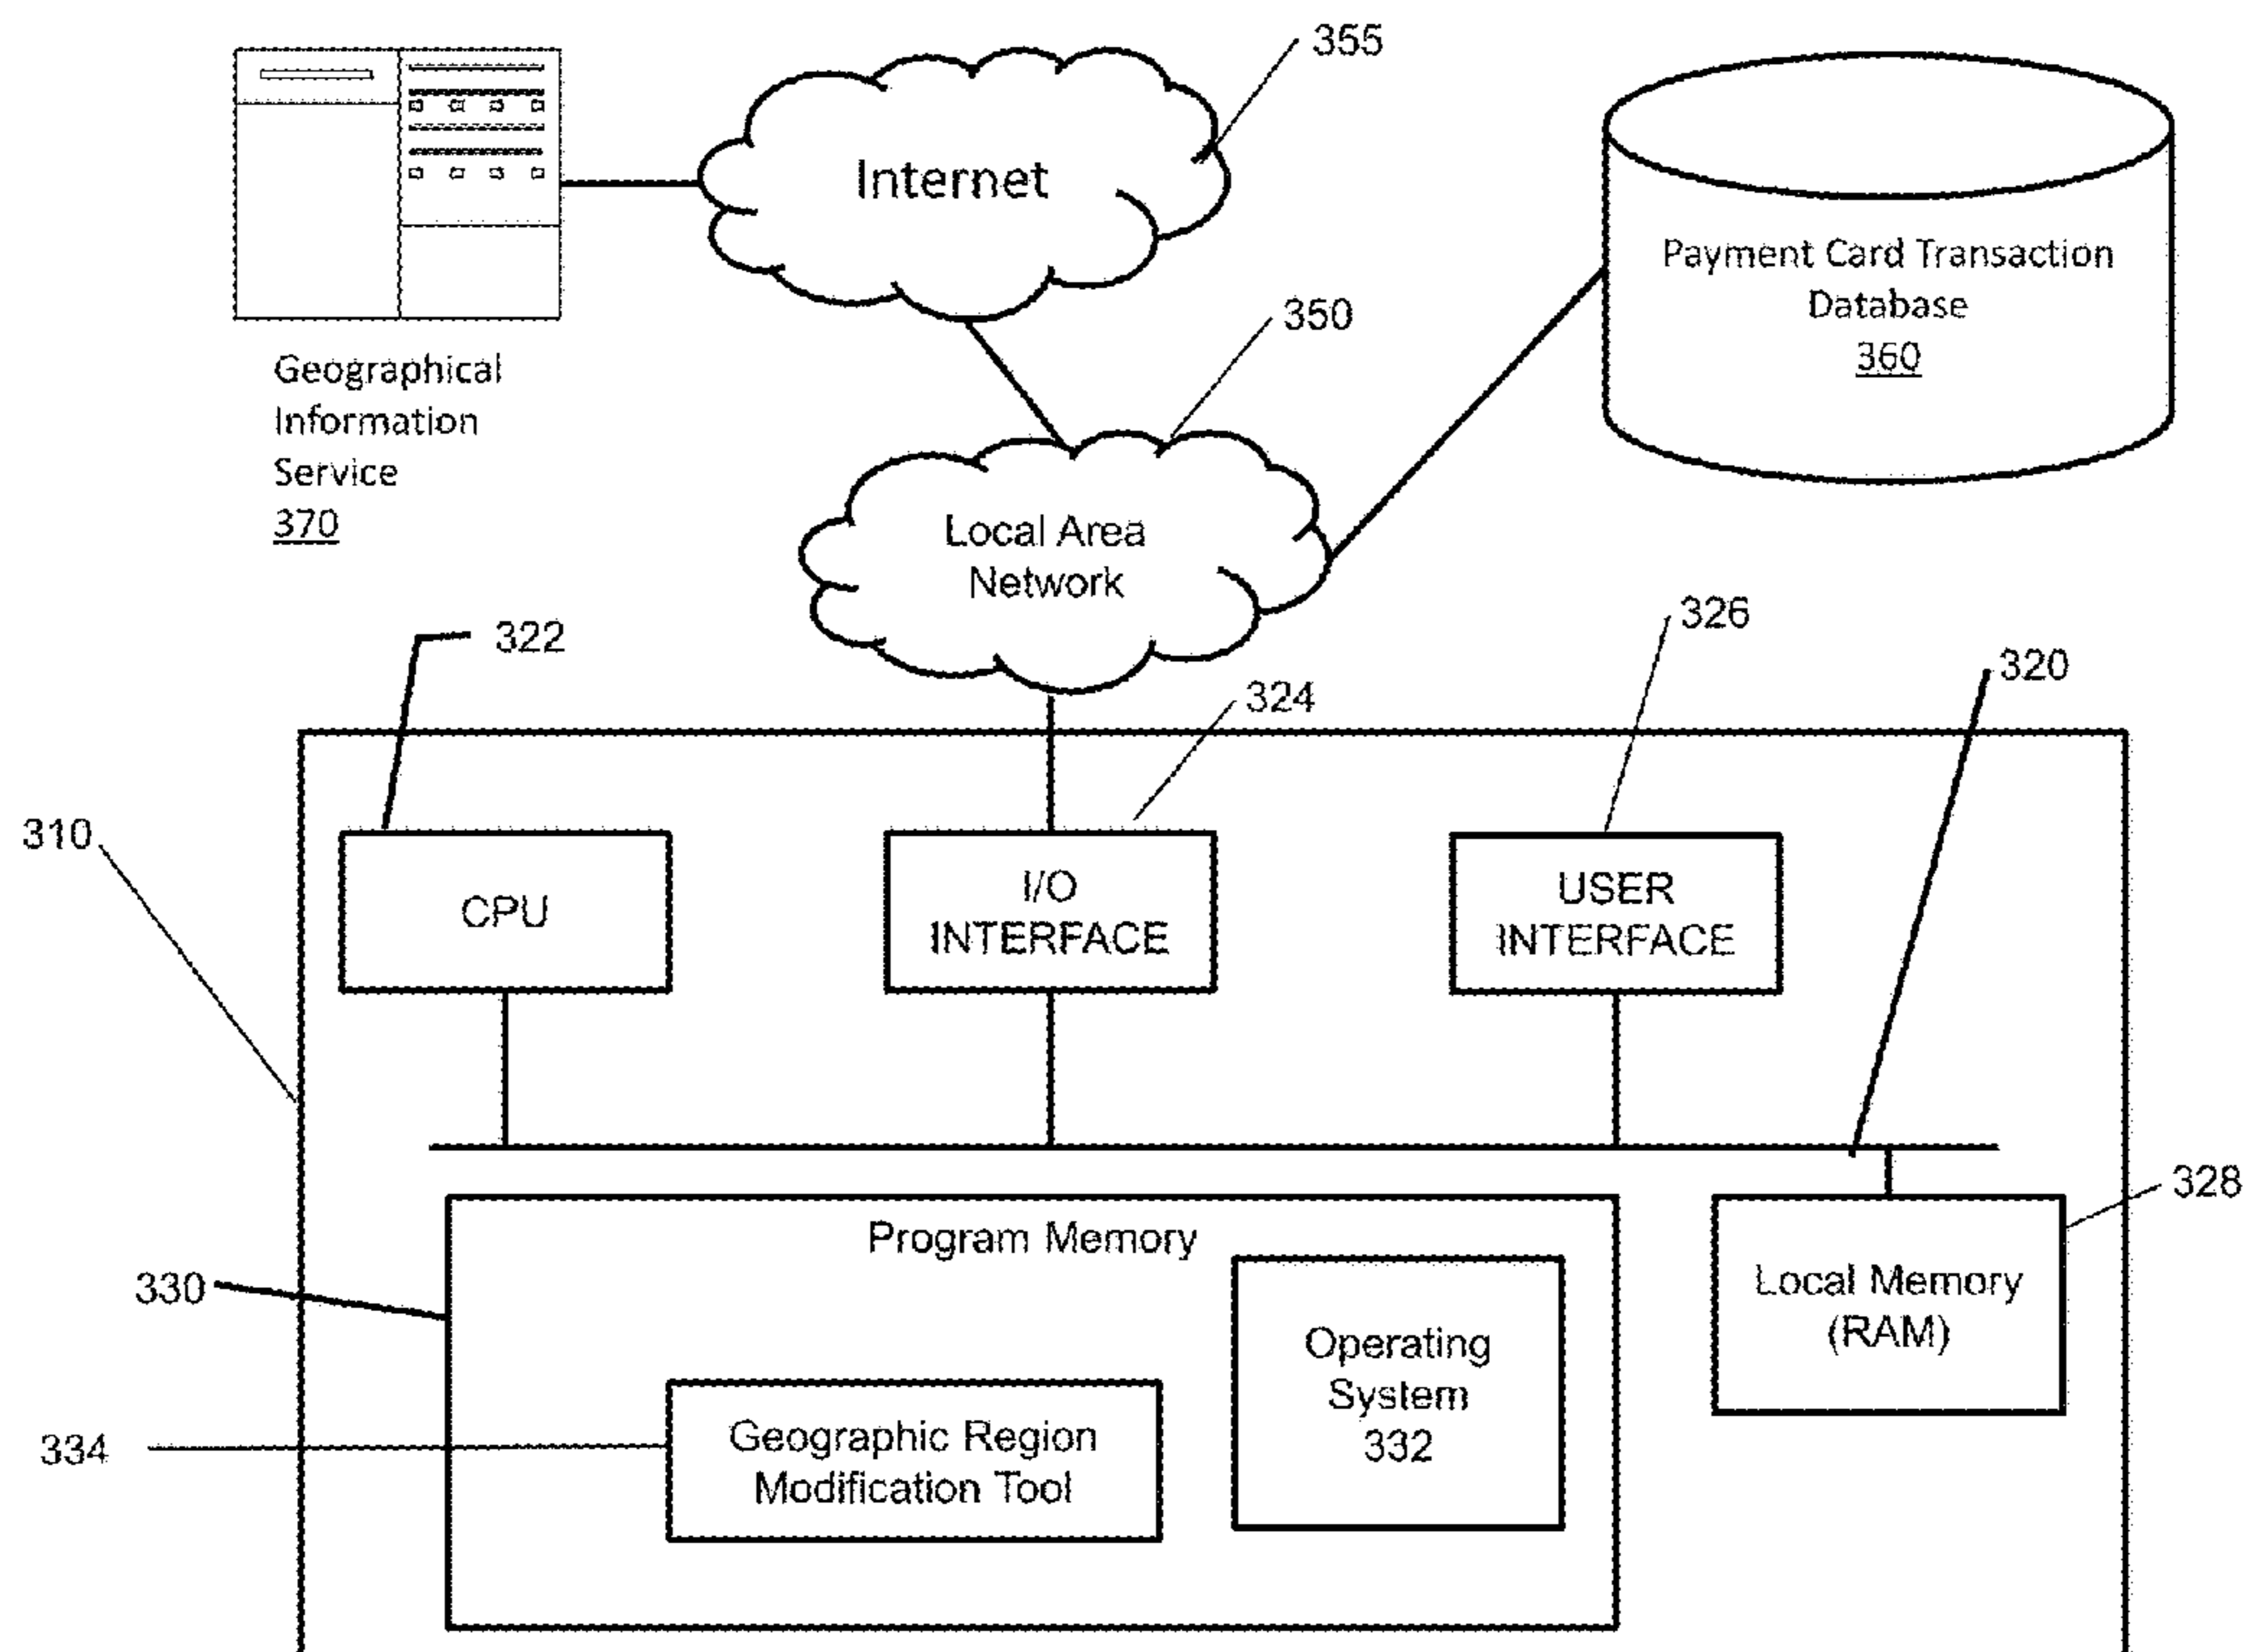 355
Internet
Payment Card Transaction
Database
360
350
Geographical
Information
Service
370
Local Area
Network
322
326
320
324
310
CPU
I/O
INTERFACE
USER
INTERFACE
328
Program Memory
330
Local Memory
(RAM)
Operating
System
332
334
Geographic Region
Modification Tool